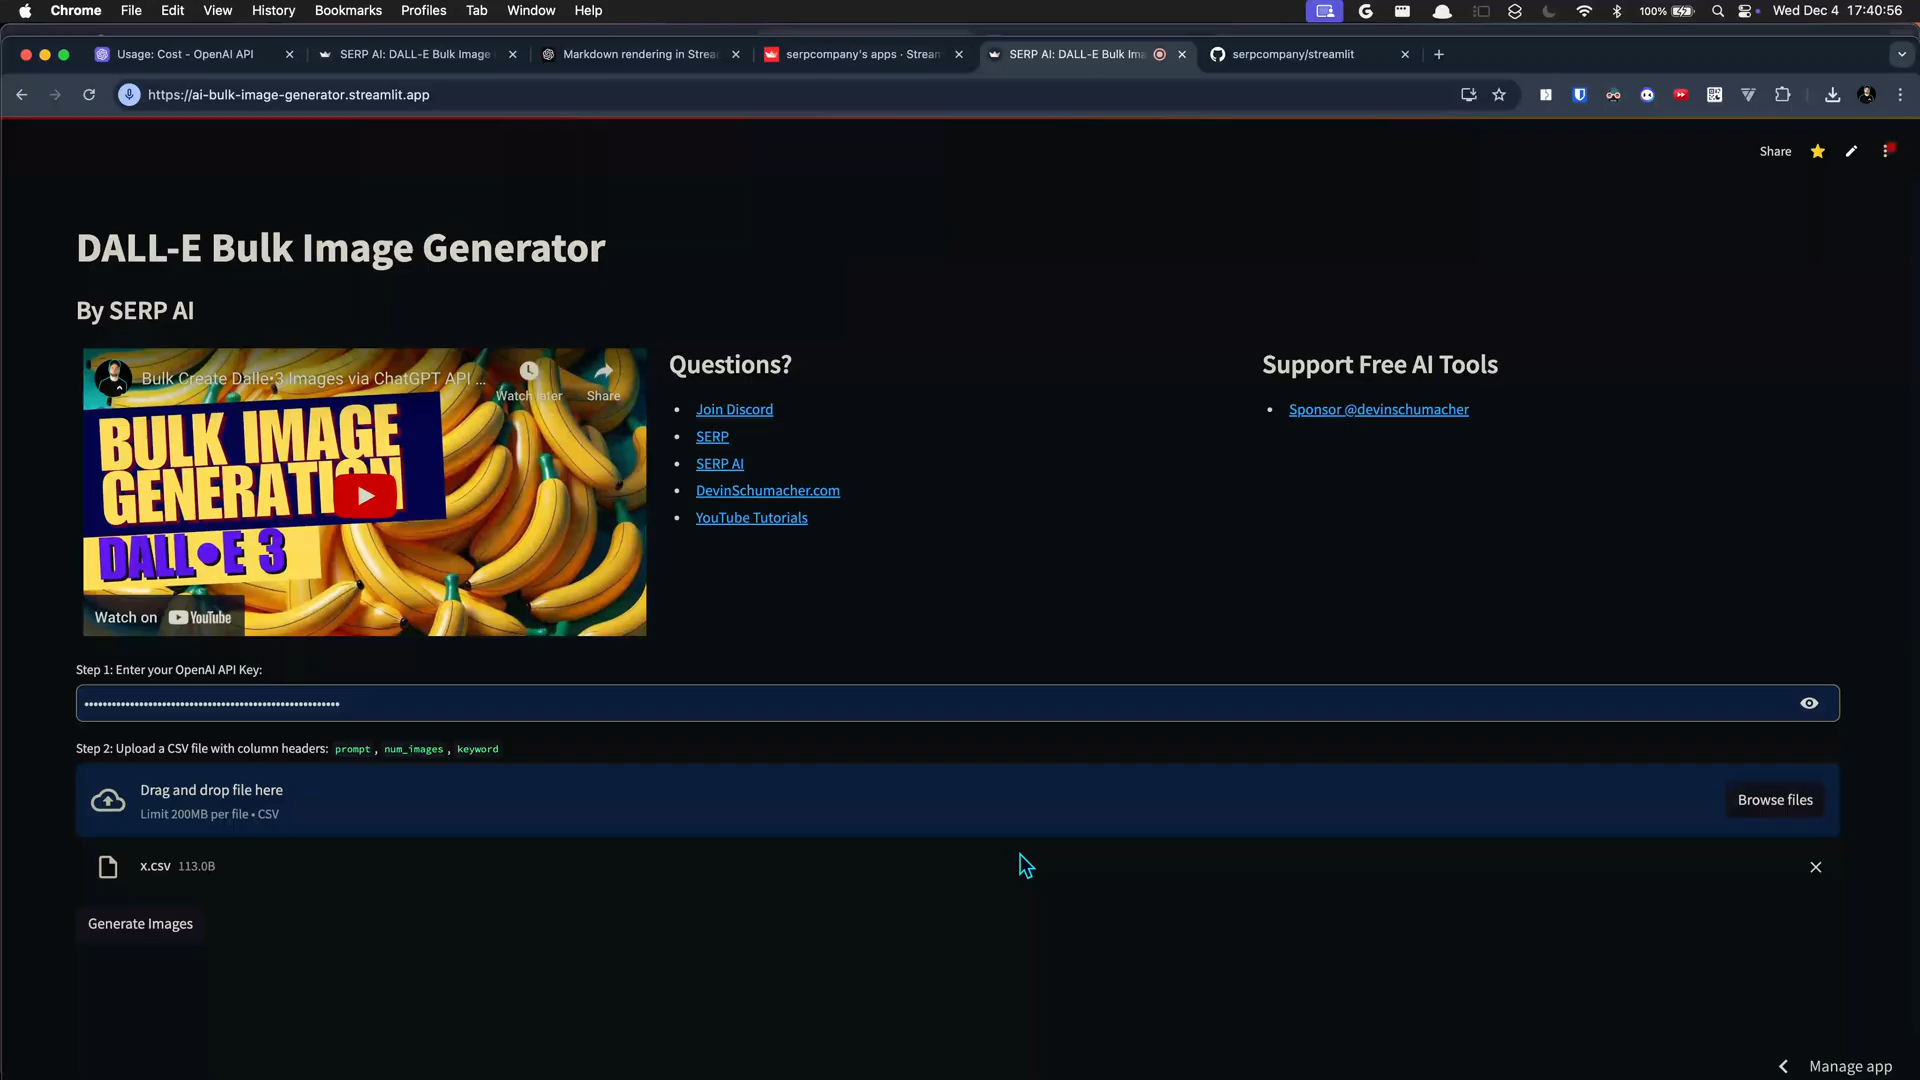 Chrome File Edit View History Bookmarks Profiles Tab Window Help 100% Wed Dec 4 17:40:56
Usage: Cost - OpenAI API SERP AI: DALL-E Bulk Image Markdown rendering in Strea serpcompany's apps · Stream SERP AI: DALL-E Bulk Ima serpcompany/streamlit
https://ai-bulk-image-generator.streamlit.app
Share
DALL-E Bulk Image Generator
By SERP AI
Bulk Create Dalle•3 Images via ChatGPT API ...
Watch later
Share
BULK IMAGE
GENERATION
DALL•E 3
Watch on YouTube
Questions?
Join Discord
SERP
SERP AI
DevinSchumacher.com
YouTube Tutorials
Support Free AI Tools
Sponsor @devinschumacher
Step 1: Enter your OpenAI API Key:
Step 2: Upload a CSV file with column headers: prompt , num_images , keyword
Drag and drop file here
Limit 200MB per file • CSV
Browse files
x.csv 113.0B
Generate Images
Manage app